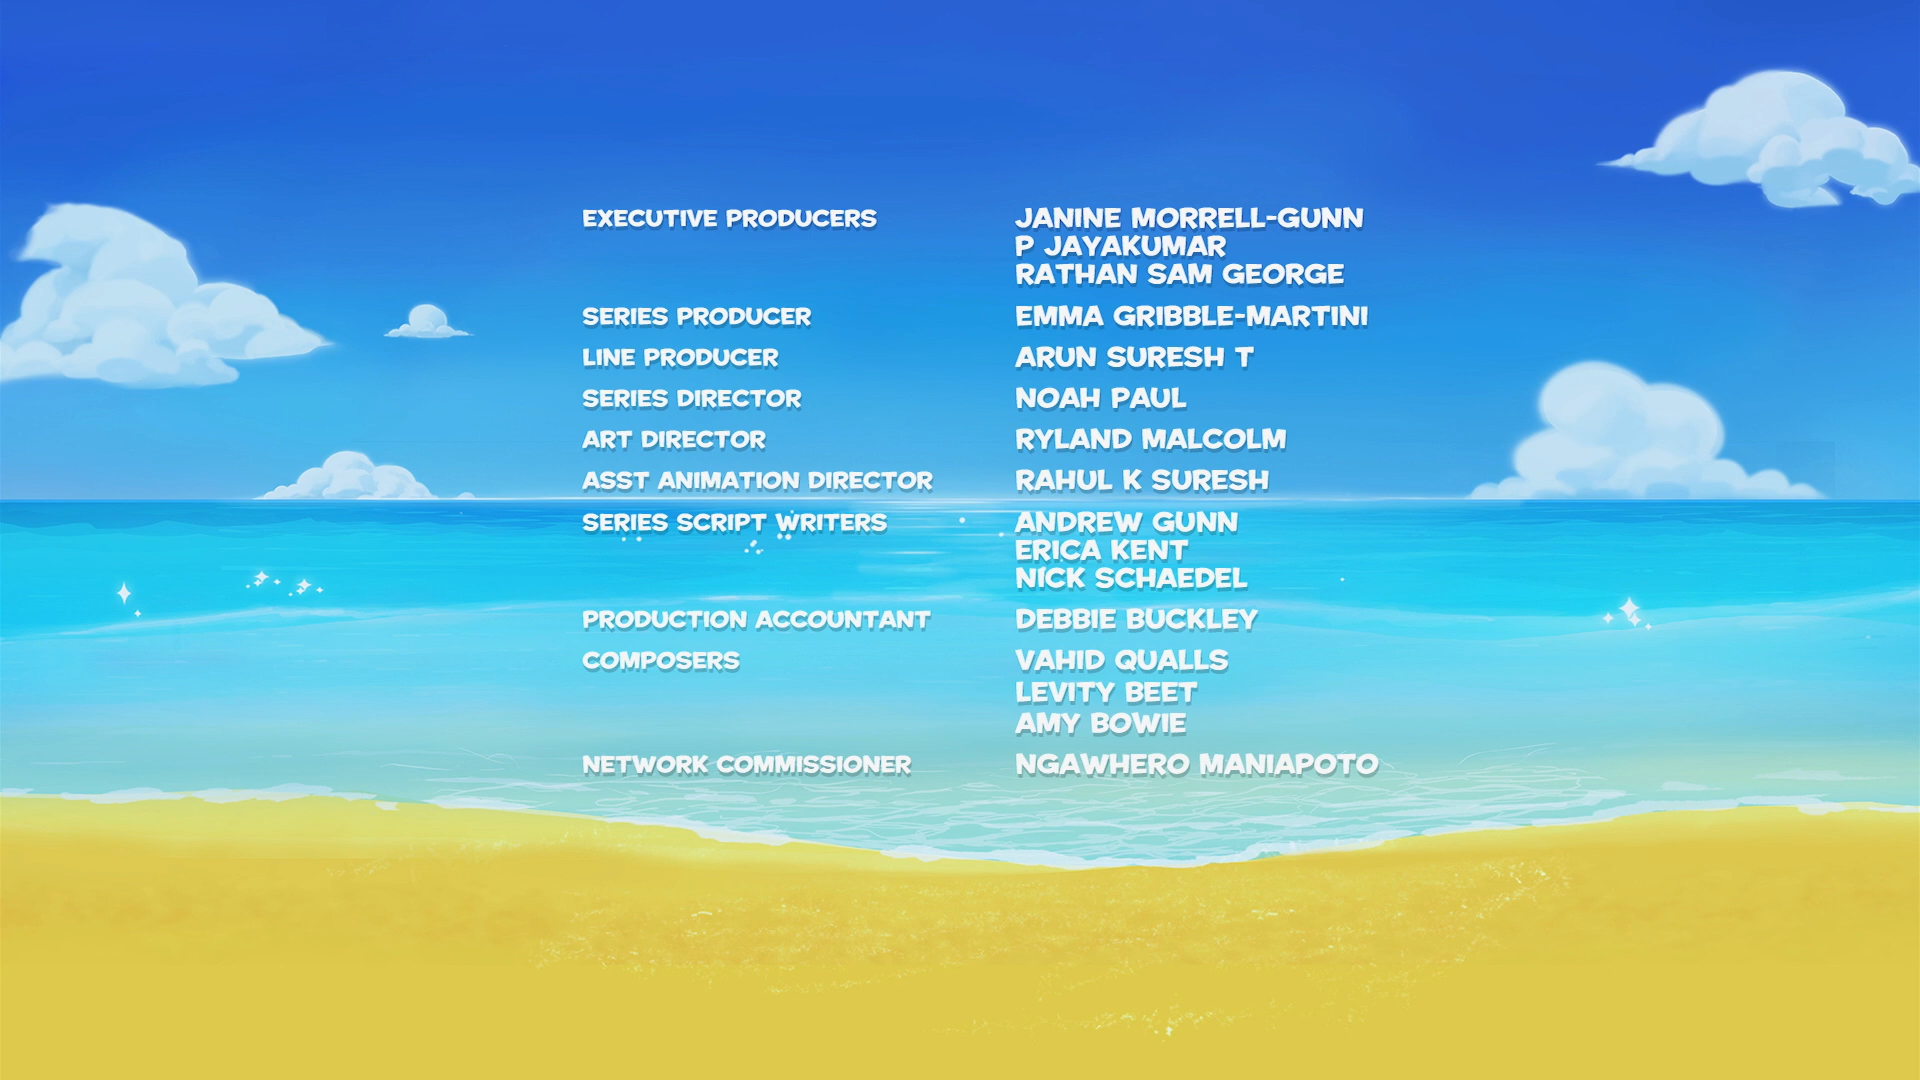 EXECUTIVE PRODUCERS JANINE MORRELL-GUNN
P JAYAKUMAR
RATHAN SAM GEORGE
SERIES PRODUCER EMMA GRIBBLE-MARTINI
LINE PRODUCER ARUN SURESH T
SERIES DIRECTOR NOAH PAUL
ART DIRECTOR RYLAND MALCOLM
ASST ANIMATION DIRECTOR RAHUL K SURESH
SERIES SCRIPT WRITERS ANDREW GUNN
ERICA KENT
NICK SCHAEDEL
PRODUCTION ACCOUNTANT DEBBIE BUCKLEY
COMPOSERS VAHID QUALLS
LEVITY BEET
AMY BOWIE
NETWORK COMMISSIONER NGAWHERO MANIAPOTO